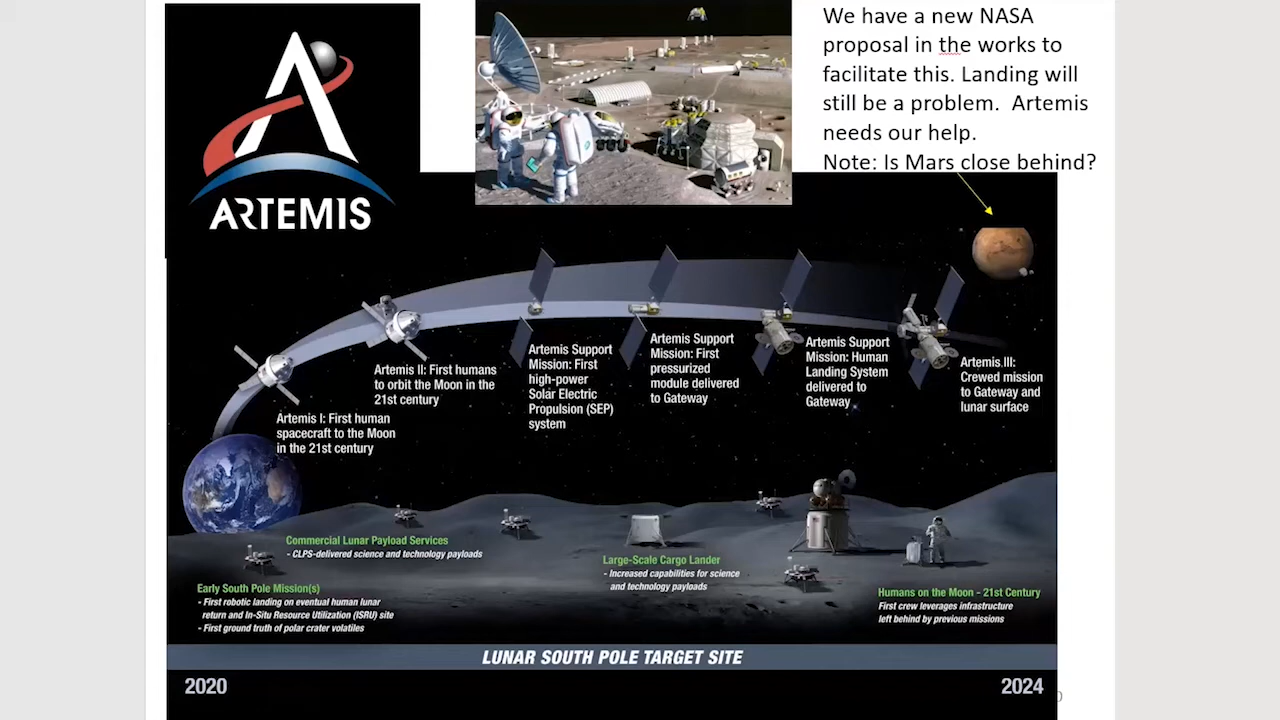 We have a new NASA
proposal in the works to
facilitate this. Landing will
still be a problem.  Artemis
needs our help.
Note: Is Mars close behind?
ARTEMIS
Artemis I: First human
spacecraft to the Moon
in the 21st century
Artemis II: First humans
to orbit the Moon in the
21st century
Artemis Support
Mission: First
high-power
Solar Electric
Propulsion (SEP)
system
Artemis Support
Mission: First
pressurized
module delivered
to Gateway
Artemis Support
Mission: Human
Landing System
delivered to
Gateway
Artemis III:
Crewed mission
to Gateway and
lunar surface
Commercial Lunar Payload Services
- CLPS-delivered science and technology payloads
Early South Pole Mission(s)
- First robotic landing on eventual human lunar
return and In-Situ Resource Utilization (ISRU) site
- First ground truth of polar crater volatiles
Large-Scale Cargo Lander
- Increased capabilities for science
and technology payloads
Humans on the Moon - 21st Century
First crew leverages infrastructure
left behind by previous missions
LUNAR SOUTH POLE TARGET SITE
2020
2024